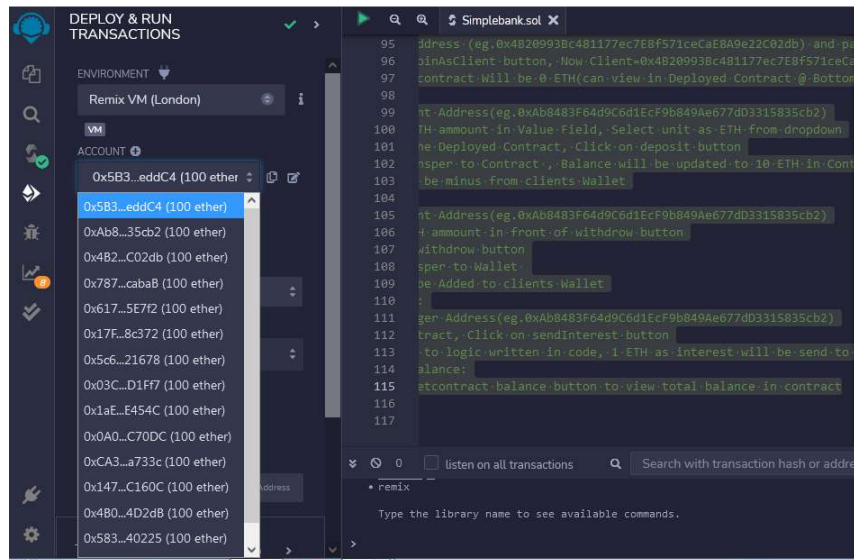 DEPLOY & RUN
TRANSACTIONS
ENVIRONMENT
Remix VM (London)
VM
ACCOUNT
0x5B3...eddC4 (100 ether
0x5B3...eddC4 (100 ether)
0xAb8...35cb2 (100 ether)
0x4B2...C02db (100 ether)
0x787...cabaB (100 ether)
0x617...5E7f2 (100 ether)
0x17F...8c372 (100 ether)
0x5c6...21678 (100 ether)
0x03C...D1Ff7 (100 ether)
0x1aE...E454C (100 ether)
0x0A0...C70DC (100 ether)
0xCA3...a733c (100 ether)
0x147...C160C (100 ether)
0x4B0...4D2dB (100 ether)
0x583...40225 (100 ether)
Address
8
Simplebank.sol
95 ddress (eg.0x4B20993Bc481177ec7E8f571ceCaE8A9e22C02db) and pa
96 oinAsClient button, Now Client=0x4B20993Bc481177ec7E8f571ceCa
97 contract Will be 0 ETH(can view in Deployed Contract @ Bottom
98
99 nt Address(eg.0xAb8483F64d9C6d1EcF9b849Ae677dD3315835cb2)
100 TH ammount in Value Field, Select unit as ETH from dropdown
101 he Deployed Contract, Click on deposit button
102 nsper to Contract , Balance will be updated to 10 ETH in Cont
103 be minus from clients Wallet
104
105 nt Address(eg.0xAb8483F64d9C6d1EcF9b849Ae677dD3315835cb2)
106 H ammount in front of withdrow button
107 withdrow button
108 sper to Wallet
109 be Added to clients Wallet
110 :
111 ger Address(eg.0xAb8483F64d9C6d1EcF9b849Ae677dD3315835cb2)
112 tract, Click on sendInterest button
113 to logic written in code, 1 ETH as interest will be send to
114 alance:
115 etcontract balance button to view total balance in contract
116
117
0 listen on all transactions Search with transaction hash or addre
• remix
Type the library name to see available commands.
>